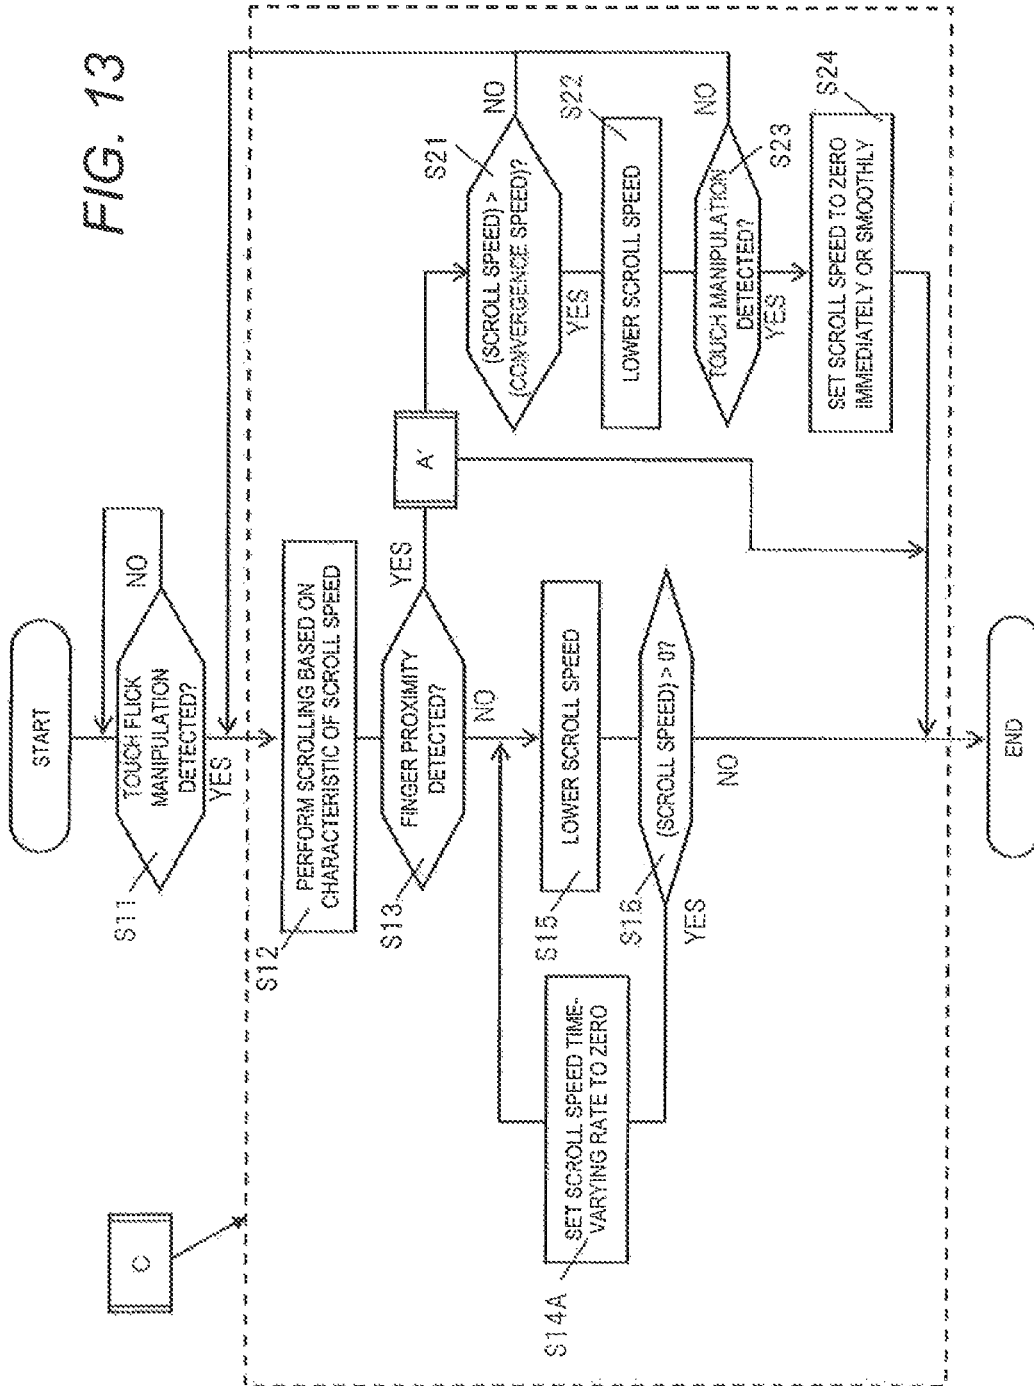 FIG. 13
START
TOUCH FLICK
MANIPULATION
DETECTED?
S11
NO
YES
C
PERFORM SCROLLING BASED ON
CHARACTERISTIC OF SCROLL SPEED
S12
FINGER PROXIMITY
DETECTED?
S13
YES
NO
A'
SET SCROLL SPEED TIME-
VARYING RATE TO ZERO
S14A
LOWER SCROLL SPEED
S15
(SCROLL SPEED) > 0?
S16
YES
NO
(SCROLL SPEED) >
(CONVERGENCE SPEED)?
S21
NO
YES
LOWER SCROLL SPEED
S22
TOUCH MANIPULATION
DETECTED?
S23
NO
YES
SET SCROLL SPEED TO ZERO
IMMEDIATELY OR SMOOTHLY
S24
END